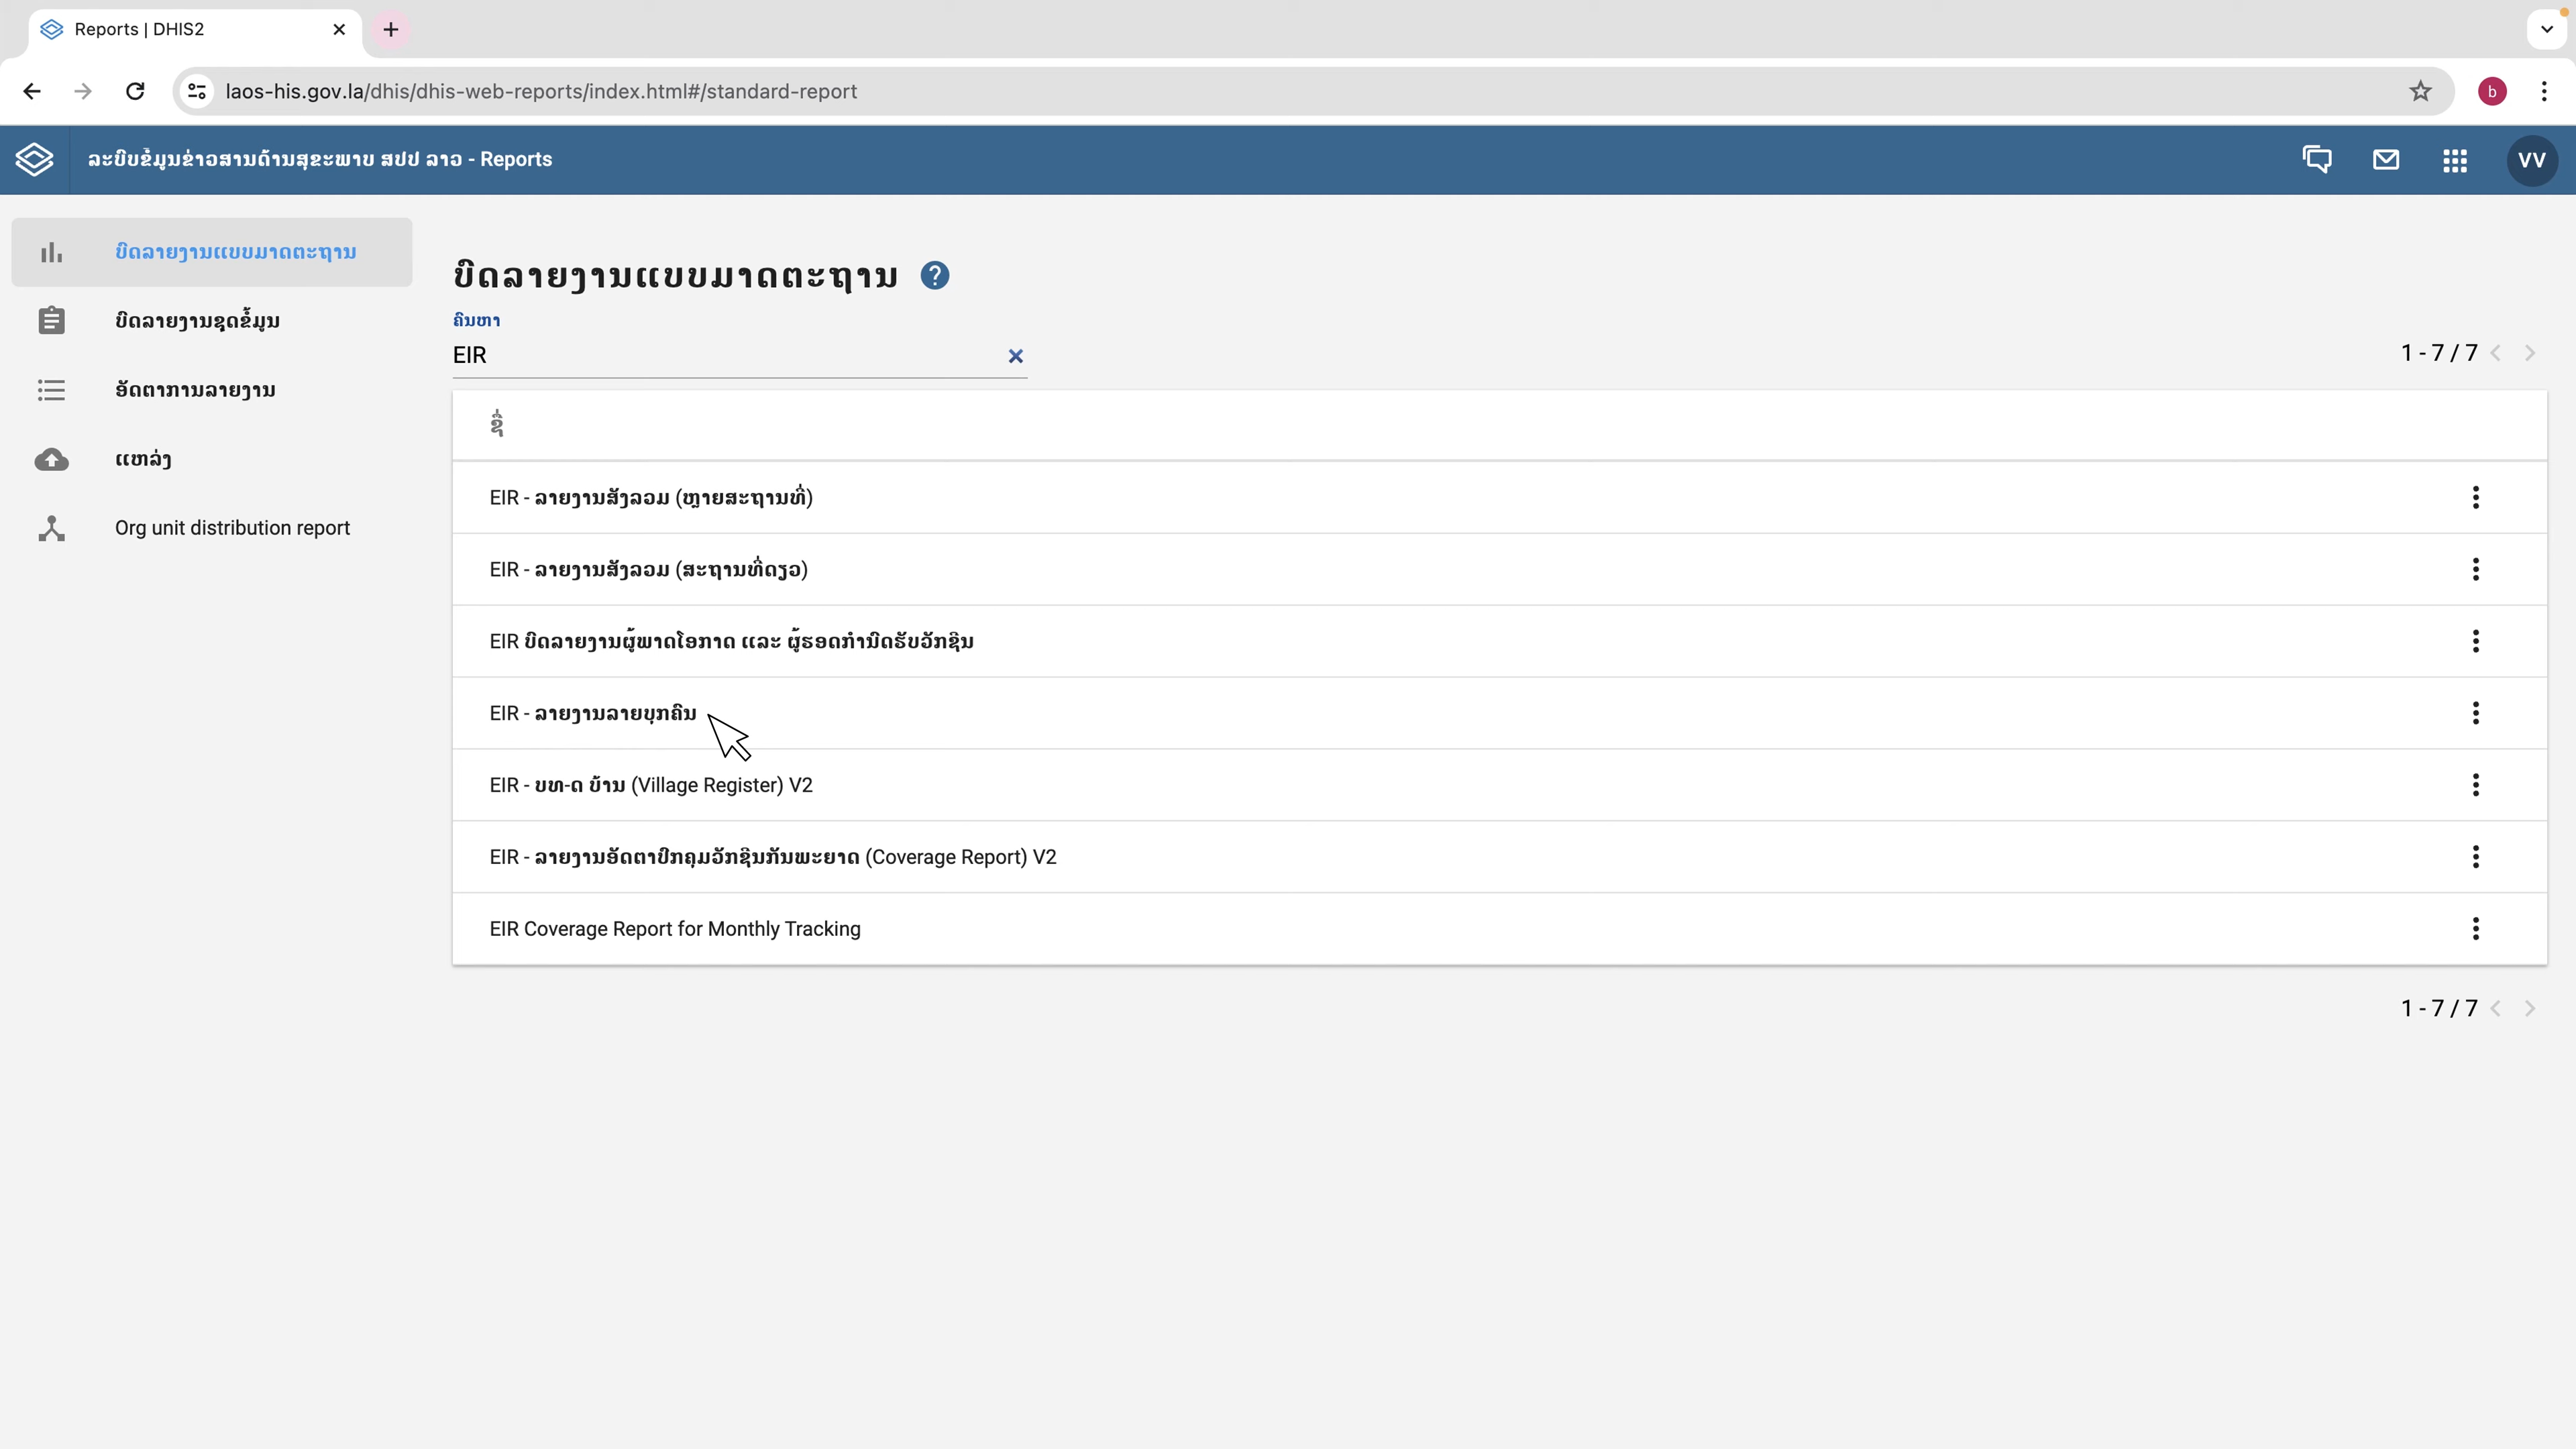 Reports | DHIS2
laos-his.gov.la/dhis/dhis-web-reports/index.html#/standard-report
b
ລະບົບຂໍ້ມູນຂ່າວສານດ້ານສຸຂະພາບ ສປປ ລາວ - Reports
VV
ບົດລາຍງານແບບມາດຕະຖານ
ບົດລາຍງານຊຸດຂໍ້ມູນ
ອັດຕາການລາຍງານ
ແຫລ່ງ
Org unit distribution report
ບົດລາຍງານແບບມາດຕະຖານ ?
ຄົນຫາ
EIR
1 - 7 / 7
ຊື່
EIR - ລາຍງານສັງລວມ (ຫຼາຍສະຖານທີ່)
EIR - ລາຍງານສັງລວມ (ສະຖານທີ່ດຽວ)
EIR ບົດລາຍງານຜູ້ພາດໂອກາດ ແລະ ຜູ້ຮອດກຳນົດຮັບວັກຊີນ
EIR - ລາຍງານລາຍບຸກຄົນ
EIR - ບທ-ດ ບ້ານ (Village Register) V2
EIR - ລາຍງານອັດຕາປົກຄຸມວັກຊີນກັນພະຍາດ (Coverage Report) V2
EIR Coverage Report for Monthly Tracking
1 - 7 / 7